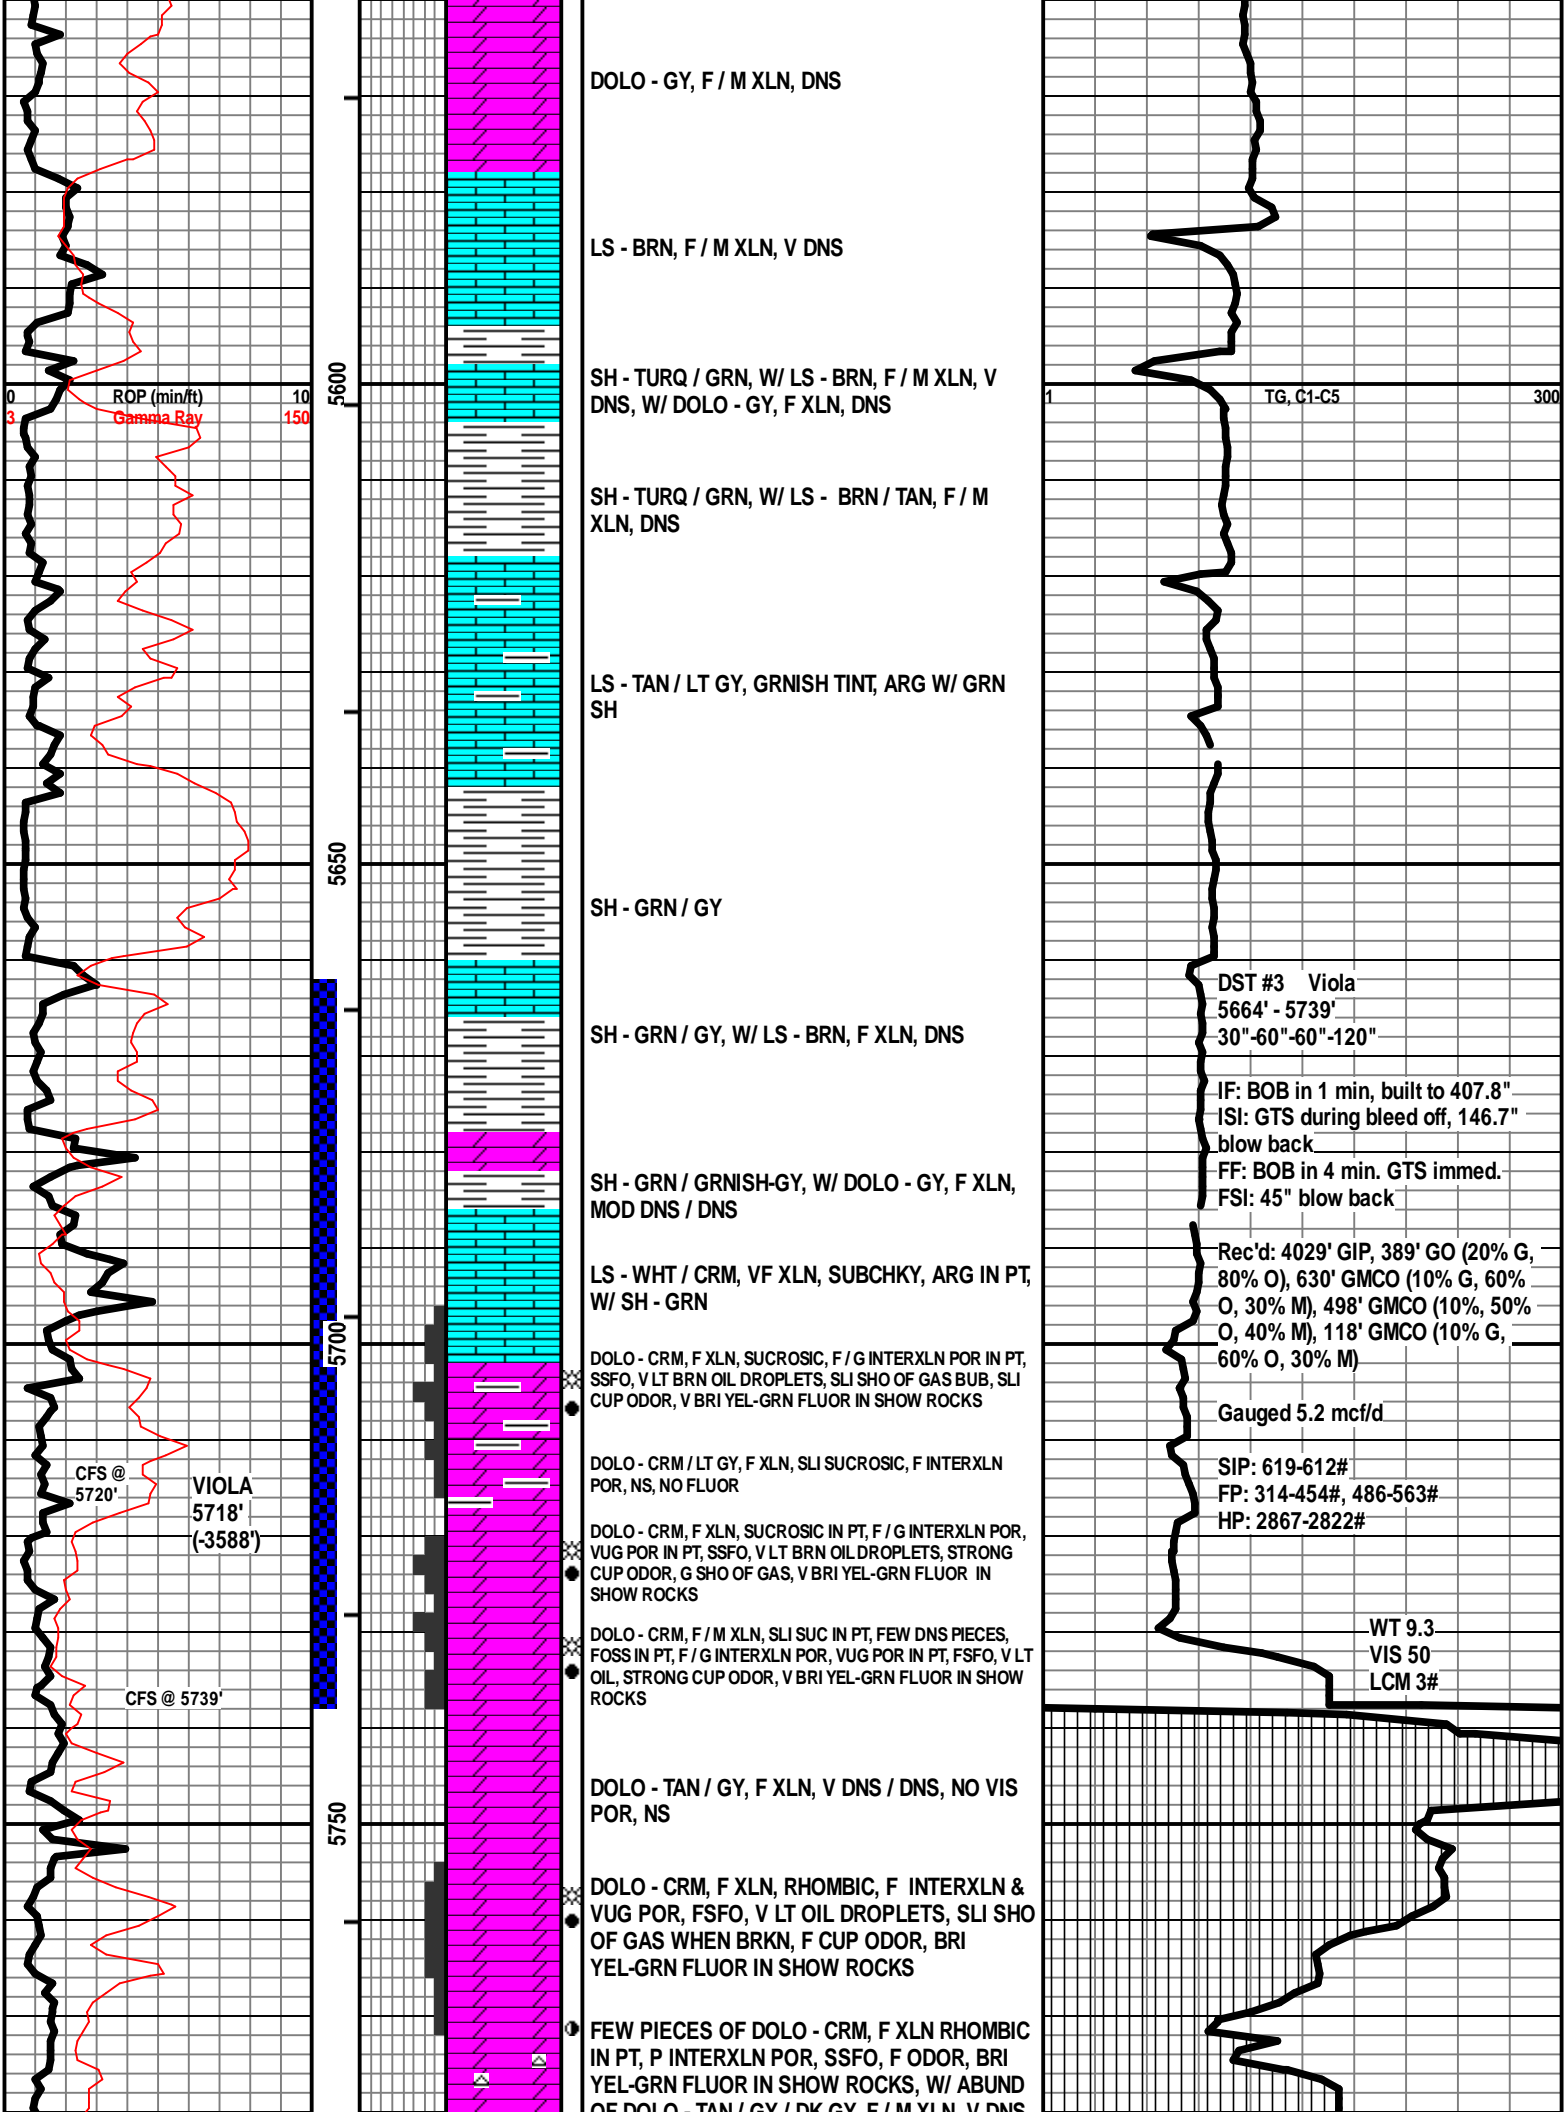 DOLO - GY, F / M XLN, DNS
LS - BRN, F / M XLN, V DNS
5600
0 ROP (min/ft) 10
3 Gamma Ray 150
SH - TURQ / GRN, W/ LS - BRN, F / M XLN, V
DNS, W/ DOLO - GY, F XLN, DNS
1 TG, C1-C5 300
SH - TURQ / GRN, W/ LS - BRN / TAN, F / M
XLN, DNS
LS - TAN / LT GY, GRNISH TINT, ARG W/ GRN
SH
5650
SH - GRN / GY
SH - GRN / GY, W/ LS - BRN, F XLN, DNS
DST #3 Viola
5664' - 5739'
30"-60"-60"-120"
IF: BOB in 1 min, built to 407.8"
ISI: GTS during bleed off, 146.7"
blow back
FF: BOB in 4 min. GTS immed.
FSI: 45" blow back
SH - GRN / GRNISH-GY, W/ DOLO - GY, F XLN,
MOD DNS / DNS
Rec'd: 4029' GIP, 389' GO (20% G,
80% O), 630' GMCO (10% G, 60%
O, 30% M), 498' GMCO (10%, 50%
O, 40% M), 118' GMCO (10% G,
60% O, 30% M)
LS - WHT / CRM, VF XLN, SUBCHKY, ARG IN PT,
W/ SH - GRN
5700
DOLO - CRM, F XLN, SUCROSIC, F / G INTERXLN POR IN PT,
SSFO, V LT BRN OIL DROPLETS, SLI SHO OF GAS BUB, SLI
CUP ODOR, V BRI YEL-GRN FLUOR IN SHOW ROCKS
Gauged 5.2 mcf/d
SIP: 619-612#
FP: 314-454#, 486-563#
HP: 2867-2822#
DOLO - CRM / LT GY, F XLN, SLI SUCROSIC, F INTERXLN
POR, NS, NO FLUOR
CFS @
5720'
VIOLA
5718'
(-3588')
DOLO - CRM, F XLN, SUCROSIC IN PT, F / G INTERXLN POR,
VUG POR IN PT, SSFO, V LT BRN OIL DROPLETS, STRONG
CUP ODOR, G SHO OF GAS, V BRI YEL-GRN FLUOR IN
SHOW ROCKS
DOLO - CRM, F / M XLN, SLI SUC IN PT, FEW DNS PIECES,
FOSS IN PT, F / G INTERXLN POR, VUG POR IN PT, FSFO, V LT
OIL, STRONG CUP ODOR, V BRI YEL-GRN FLUOR IN SHOW
ROCKS
WT 9.3
VIS 50
LCM 3#
CFS @ 5739'
DOLO - TAN / GY, F XLN, V DNS / DNS, NO VIS
POR, NS
5750
DOLO - CRM, F XLN, RHOMBIC, F INTERXLN &
VUG POR, FSFO, V LT OIL DROPLETS, SLI SHO
OF GAS WHEN BRKN, F CUP ODOR, BRI
YEL-GRN FLUOR IN SHOW ROCKS
FEW PIECES OF DOLO - CRM, F XLN RHOMBIC
IN PT, P INTERXLN POR, SSFO, F ODOR, BRI
YEL-GRN FLUOR IN SHOW ROCKS, W/ ABUND
OF DOLO - TAN / GY / DK GY, F / M XLN, V DNS